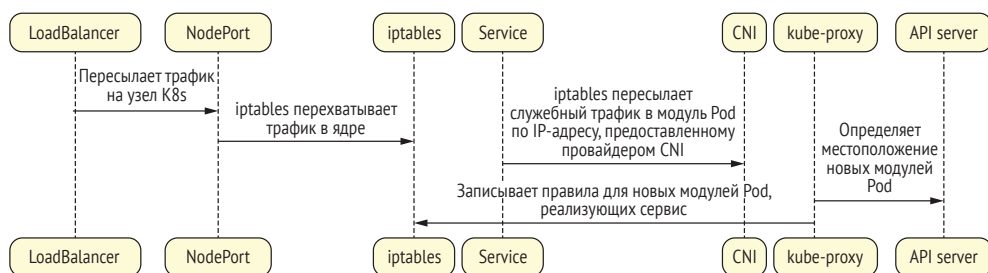 LoadBalancer NodePort iptables Service CNI kube-proxy API server
Пересылает трафик
на узел K8s
iptables перехватывает
трафик в ядре
iptables пересылает
служебный трафик в модуль Pod
по IP-адресу, предоставленному
провайдером CNI
Определяет
местоположение
новых модулей
Pod
Записывает правила для новых модулей Pod,
реализующих сервис
LoadBalancer NodePort iptables Service CNI kube-proxy API server